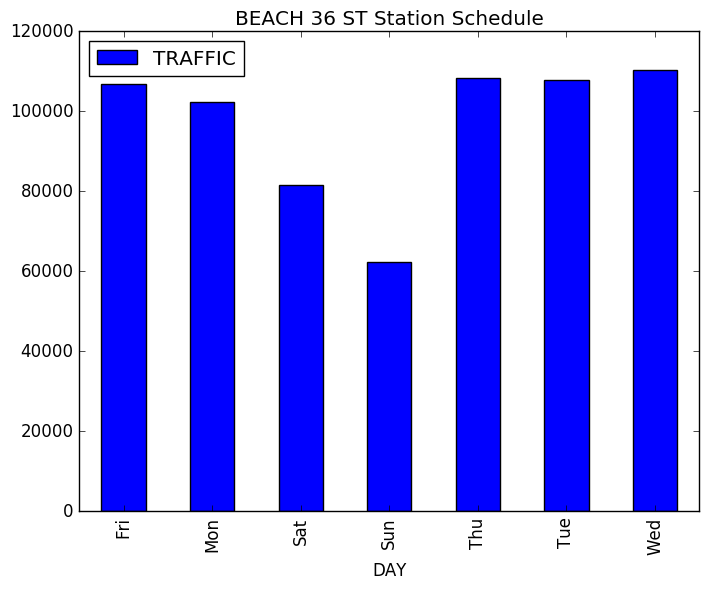 BEACH 36 ST Station Schedule
TRAFFIC
120000
100000
80000
60000
40000
20000
0
Fri
Mon
Sat
Sun
Thu
Tue
Wed
DAY